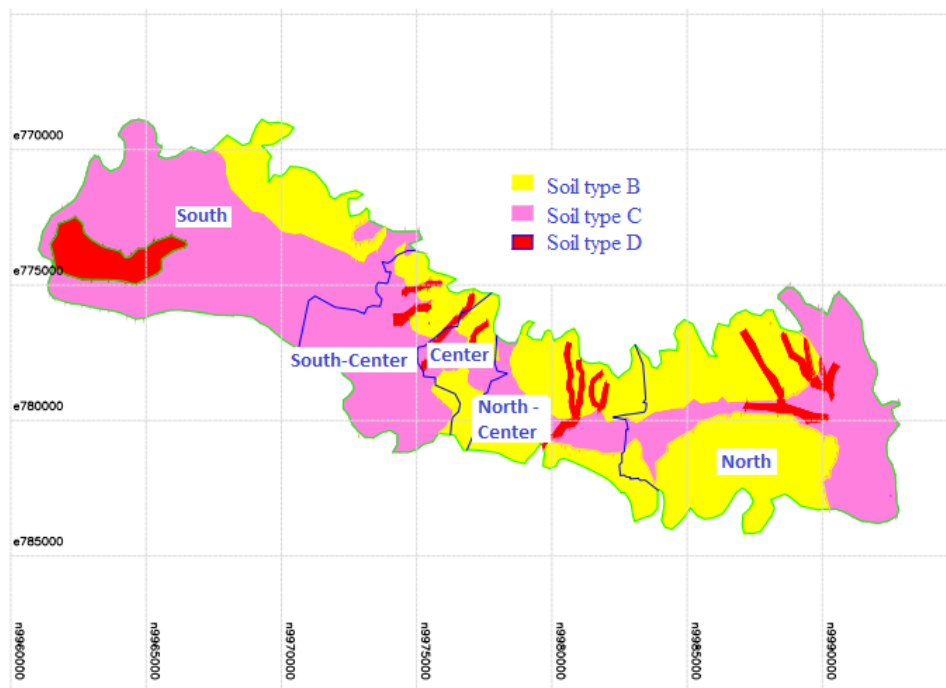 e770000
Soil type B
Soil type C
South
Soil type D
e775000
South-Center
Center
e780000
North -
Center
North
e785000
n9960000
n9965000
n9970000
n9975000
n9980000
n9985000
n9990000